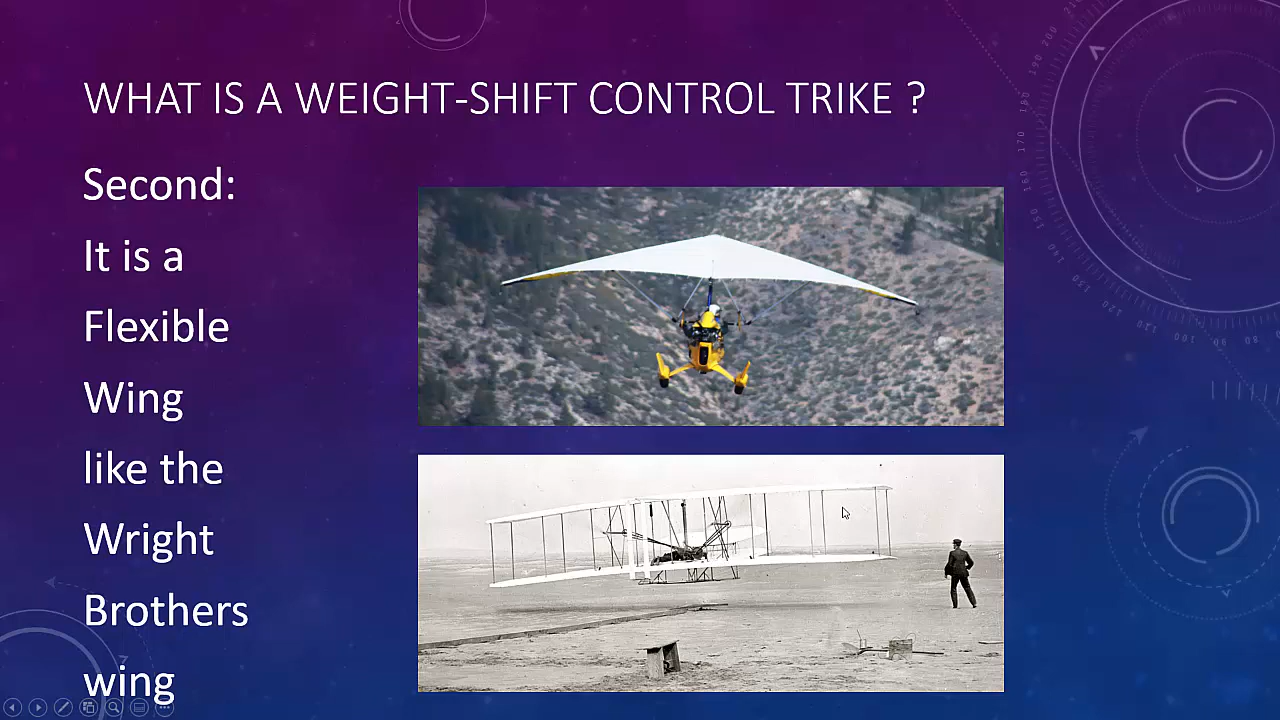 WHAT IS A WEIGHT-SHIFT CONTROL TRIKE ?
Second:
It is a
Flexible
Wing
like the
Wright
Brothers
wing